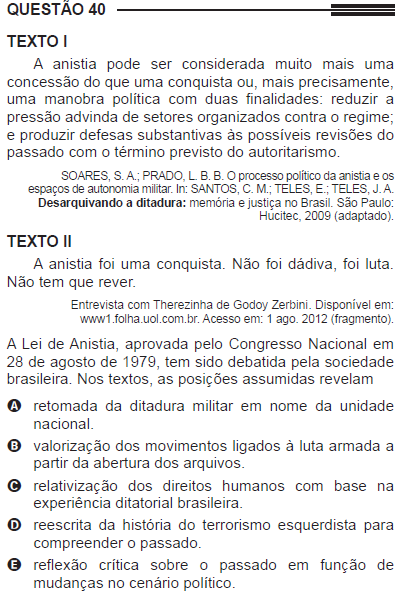 QUESTÃO 40
TEXTO I
A anistia pode ser considerada muito mais uma
concessão do que uma conquista ou, mais precisamente,
uma manobra política com duas finalidades: reduzir a
pressão advinda de setores organizados contra o regime;
e produzir defesas substantivas às possíveis revisões do
passado com o término previsto do autoritarismo.
SOARES, S. A.; PRADO, L. B. B. O processo político da anistia e os
espaços de autonomia militar. In: SANTOS, C. M.; TELES, E.; TELES, J. A.
Desarquivando a ditadura: memória e justiça no Brasil. São Paulo:
Hucitec, 2009 (adaptado).
TEXTO II
A anistia foi uma conquista. Não foi dádiva, foi luta.
Não tem que rever.
Entrevista com Therezinha de Godoy Zerbini. Disponível em:
www1.folha.uol.com.br. Acesso em: 1 ago. 2012 (fragmento).
A Lei de Anistia, aprovada pelo Congresso Nacional em
28 de agosto de 1979, tem sido debatida pela sociedade
brasileira. Nos textos, as posições assumidas revelam
A retomada da ditadura militar em nome da unidade
nacional.
B valorização dos movimentos ligados à luta armada a
partir da abertura dos arquivos.
C relativização dos direitos humanos com base na
experiência ditatorial brasileira.
D reescrita da história do terrorismo esquerdista para
compreender o passado.
E reflexão crítica sobre o passado em função de
mudanças no cenário político.